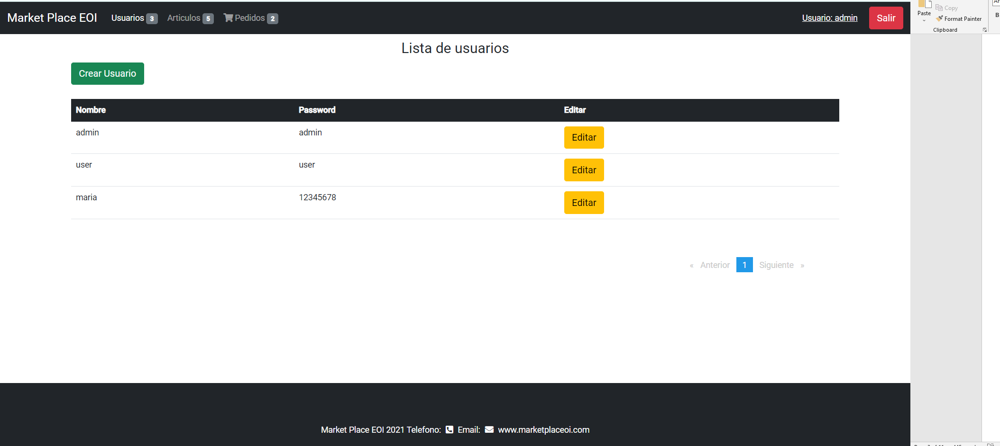 Market Place EOI Usuarios 3 Articulos 5 Pedidos 2 Usuario: admin Salir
Paste
Copy
Format Painter
Clipboard
B
Lista de usuarios
Crear Usuario
Nombre Password Editar
admin admin Editar
user user Editar
maria 12345678 Editar
« Anterior 1 Siguiente »
Market Place EOI 2021 Telefono: Email: www.marketplaceoi.com